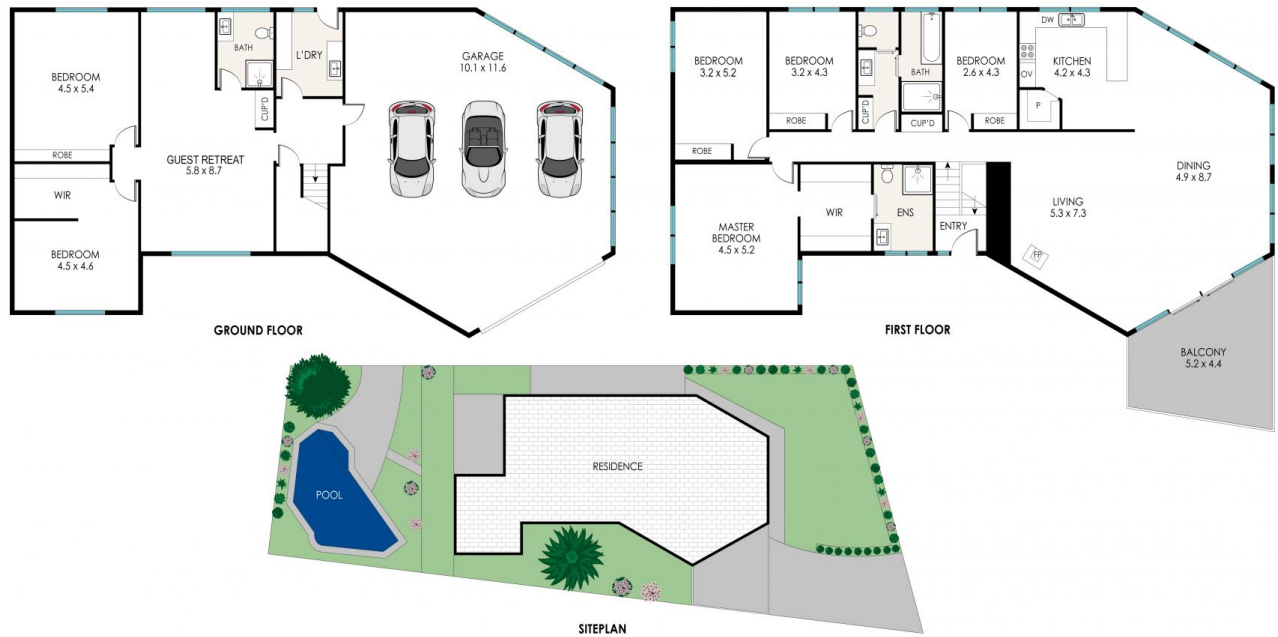 BEDROOM
4.5 x 5.4
ROBE
WIR
BEDROOM
4.5 x 4.6
BATH
L'DRY
CUP'D
GUEST RETREAT
5.8 x 8.7
GARAGE
10.1 x 11.6
GROUND FLOOR
BEDROOM
3.2 x 5.2
ROBE
BEDROOM
3.2 x 4.3
ROBE
CUP'D
BATH
CUP'D
BEDROOM
2.6 x 4.3
ROBE
DW
KITCHEN
4.2 x 4.3
OV
P
DINING
4.9 x 8.7
LIVING
5.3 x 7.3
FP
MASTER
BEDROOM
4.5 x 5.2
WIR
ENS
ENTRY
BALCONY
5.2 x 4.4
FIRST FLOOR
POOL
RESIDENCE
SITEPLAN